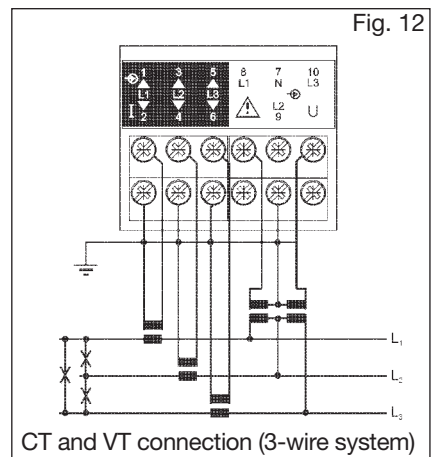 Fig. 12
1 3 5 8 7 10
L1 N L3
L1 L2 L3
L2
I 2 4 6 9 U
L1
L2
L3
CT and VT connection (3-wire system)